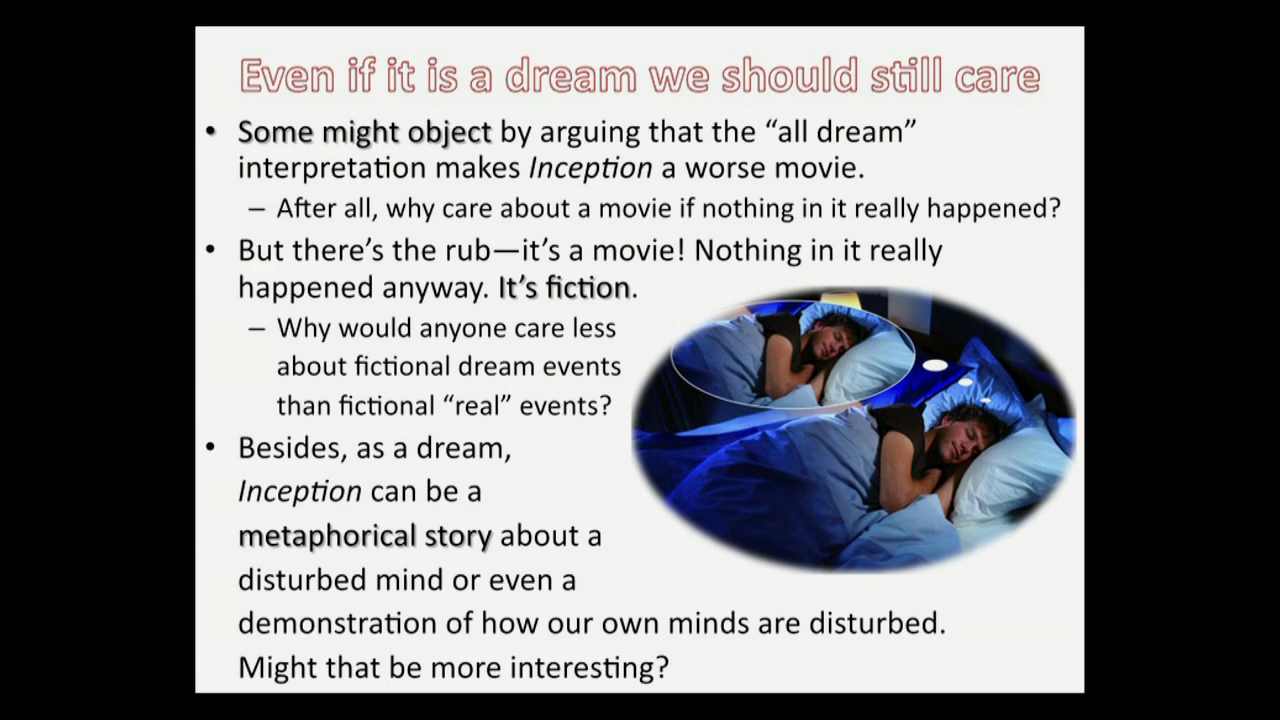 Even if it is a dream we should still care
• Some might object by arguing that the “all dream”
interpretation makes Inception a worse movie.
– After all, why care about a movie if nothing in it really happened?
• But there’s the rub—it’s a movie! Nothing in it really
happened anyway. It’s fiction.
– Why would anyone care less
about fictional dream events
than fictional “real” events?
• Besides, as a dream,
Inception can be a
metaphorical story about a
disturbed mind or even a
demonstration of how our own minds are disturbed.
Might that be more interesting?